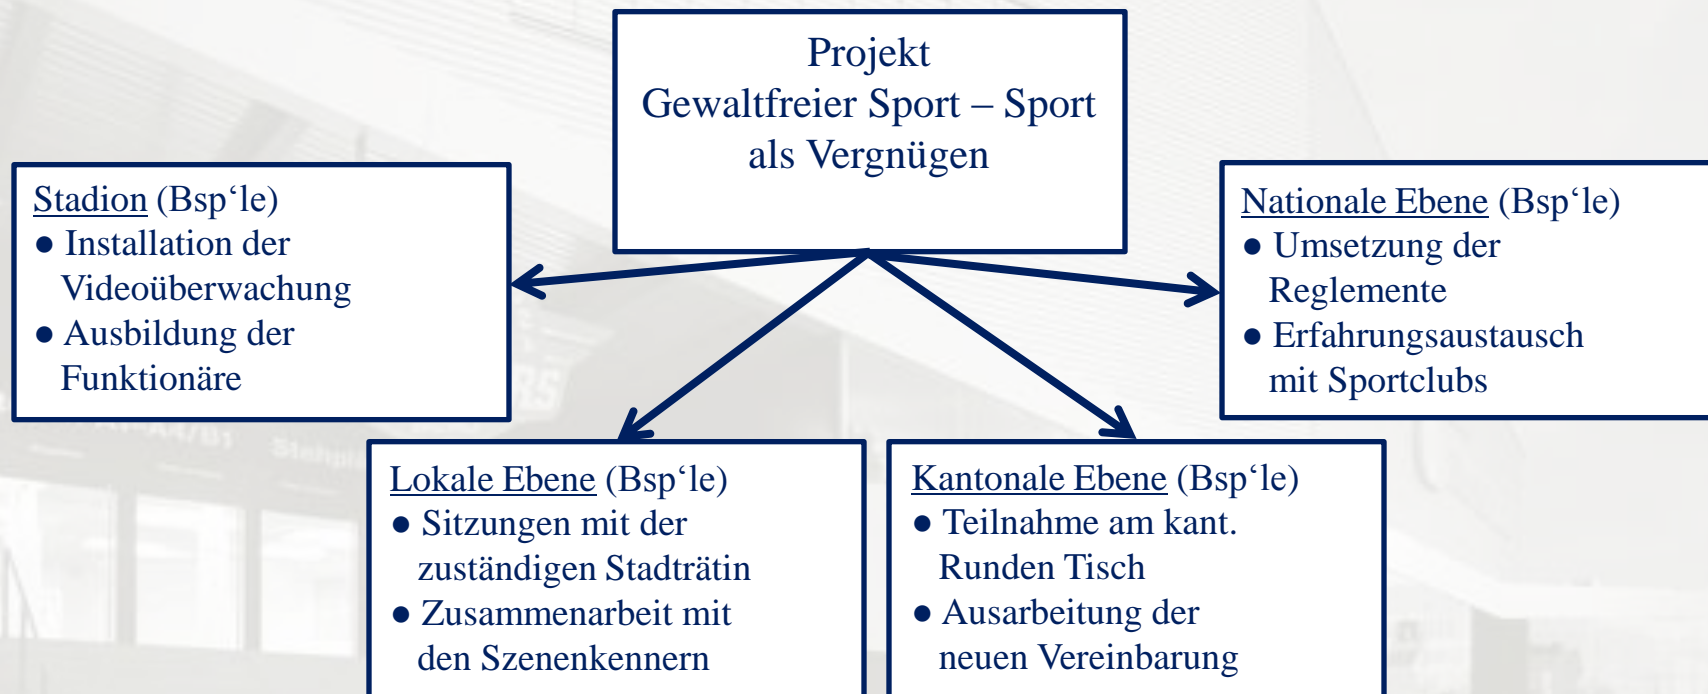 Projekt
Gewaltfreier Sport – Sport
als Vergnügen
Stadion (Bsp‘le)
● Installation der
Videoüberwachung
● Ausbildung der
Funktionäre
Nationale Ebene (Bsp‘le)
● Umsetzung der
Reglemente
● Erfahrungsaustausch
mit Sportclubs
Lokale Ebene (Bsp‘le)
● Sitzungen mit der
zuständigen Stadträtin
● Zusammenarbeit mit
den Szenenkennern
Kantonale Ebene (Bsp‘le)
● Teilnahme am kant.
Runden Tisch
● Ausarbeitung der
neuen Vereinbarung